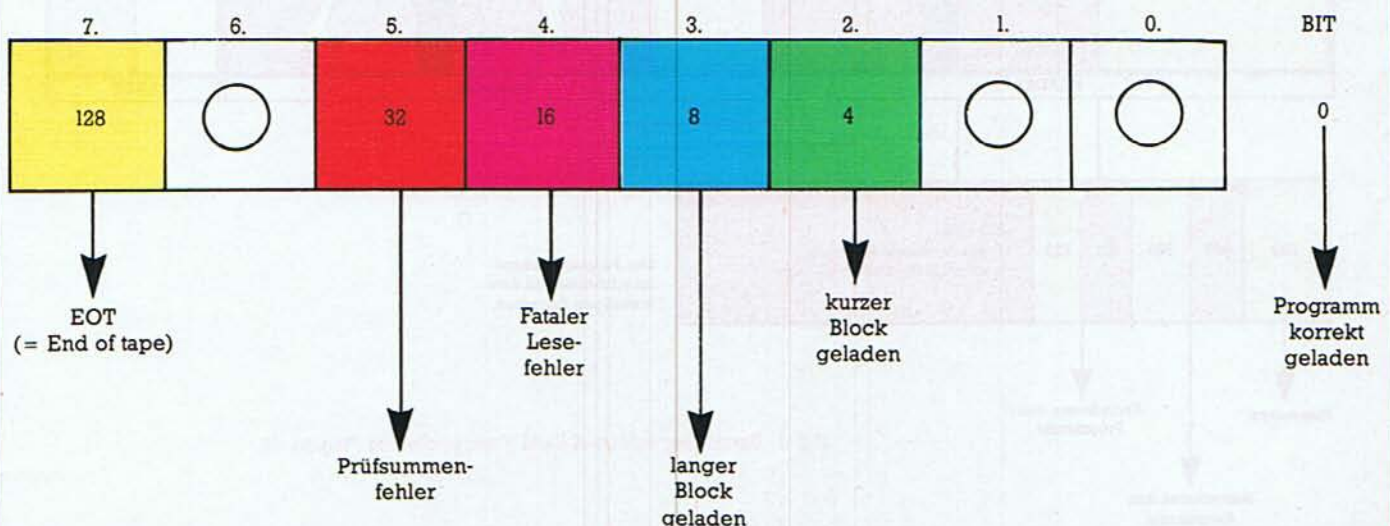 7. 6. 5. 4. 3. 2. 1. 0. BIT
128 32 16 8 4 0
EOT
(= End of tape)
Prüfsummen-
fehler
Fataler
Lese-
fehler
langer
Block
geladen
kurzer
Block
geladen
Programm
korrekt
geladen